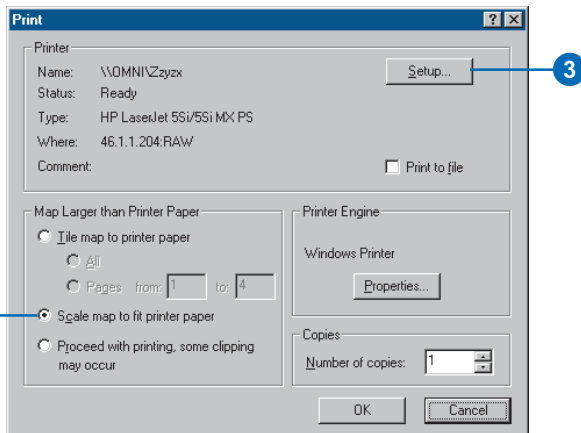 Print
Printer
Name: \\OMNI\Zzyzx
Setup...
3
Status: Ready
Type: HP LaserJet 5Si/5Si MX PS
Where: 46.1.1.204:RAW
Comment:
Print to file
Map Larger than Printer Paper
Tile map to printer paper
All
Pages from: 1 to: 4
Scale map to fit printer paper
Proceed with printing, some clipping
may occur
Printer Engine
Windows Printer
Properties...
Copies
Number of copies: 1
OK
Cancel